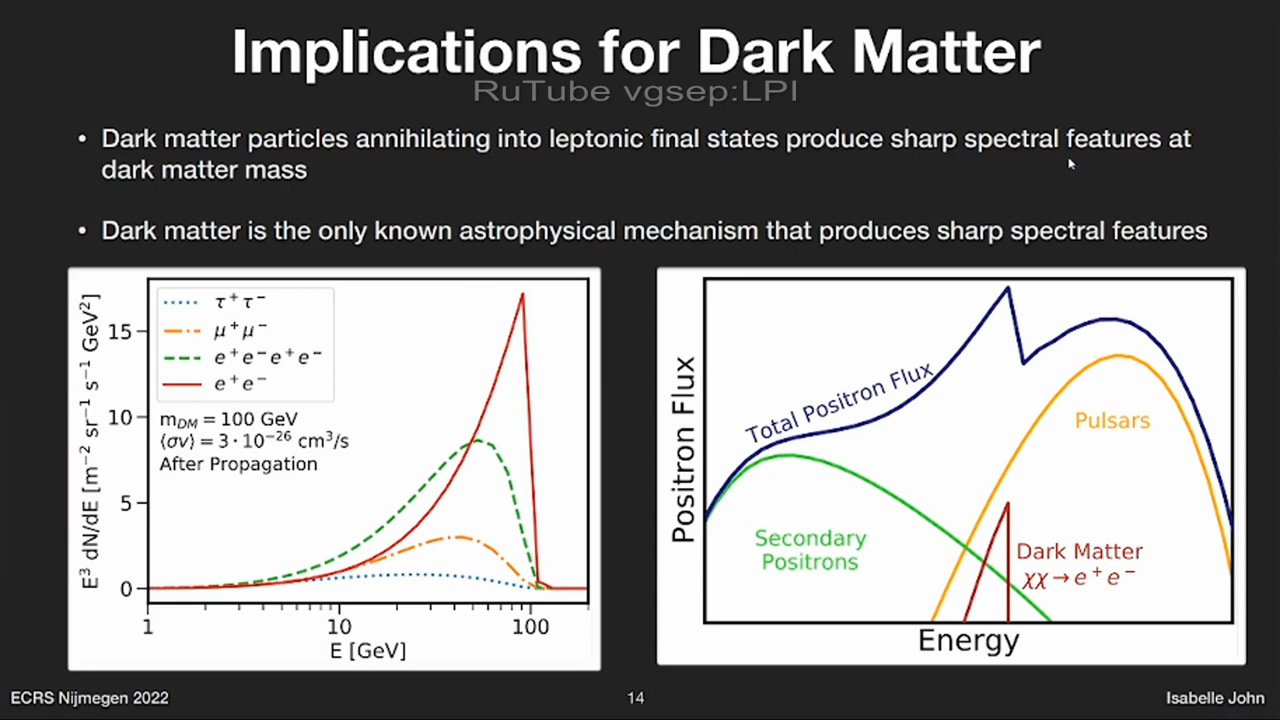 Implications for Dark Matter
RuTube vgsep:LPI
• Dark matter particles annihilating into leptonic final states produce sharp spectral features at
dark matter mass
• Dark matter is the only known astrophysical mechanism that produces sharp spectral features
E³ dN/dE [m⁻² sr⁻¹ s⁻¹ GeV²]
15
10
5
0
τ⁺τ⁻
μ⁺μ⁻
e⁺e⁻e⁺e⁻
e⁺e⁻
m_DM = 100 GeV
⟨σv⟩ = 3 · 10⁻²⁶ cm³/s
After Propagation
1
10
100
E [GeV]
Positron Flux
Total Positron Flux
Pulsars
Secondary
Positrons
Dark Matter
χχ→e⁺e⁻
Energy
ECRS Nijmegen 2022
14
Isabelle John